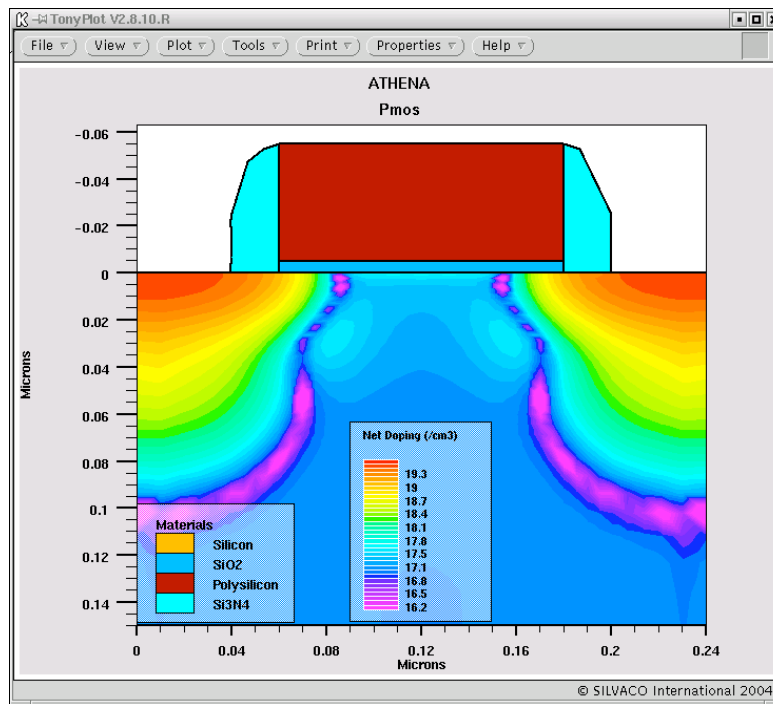 TonyPlot V2.8.10.R
File View Plot Tools Print Properties Help
ATHENA
Pmos
-0.06
-0.04
-0.02
0
0.02
0.04
0.06
0.08
0.1
0.12
0.14
Microns
Net Doping (/cm3)
19.3
19
18.7
18.4
18.1
17.8
17.5
17.1
16.8
16.5
16.2
Materials
Silicon
SiO2
Polysilicon
Si3N4
0 0.04 0.08 0.12 0.16 0.2 0.24
Microns
© SILVACO International 2004